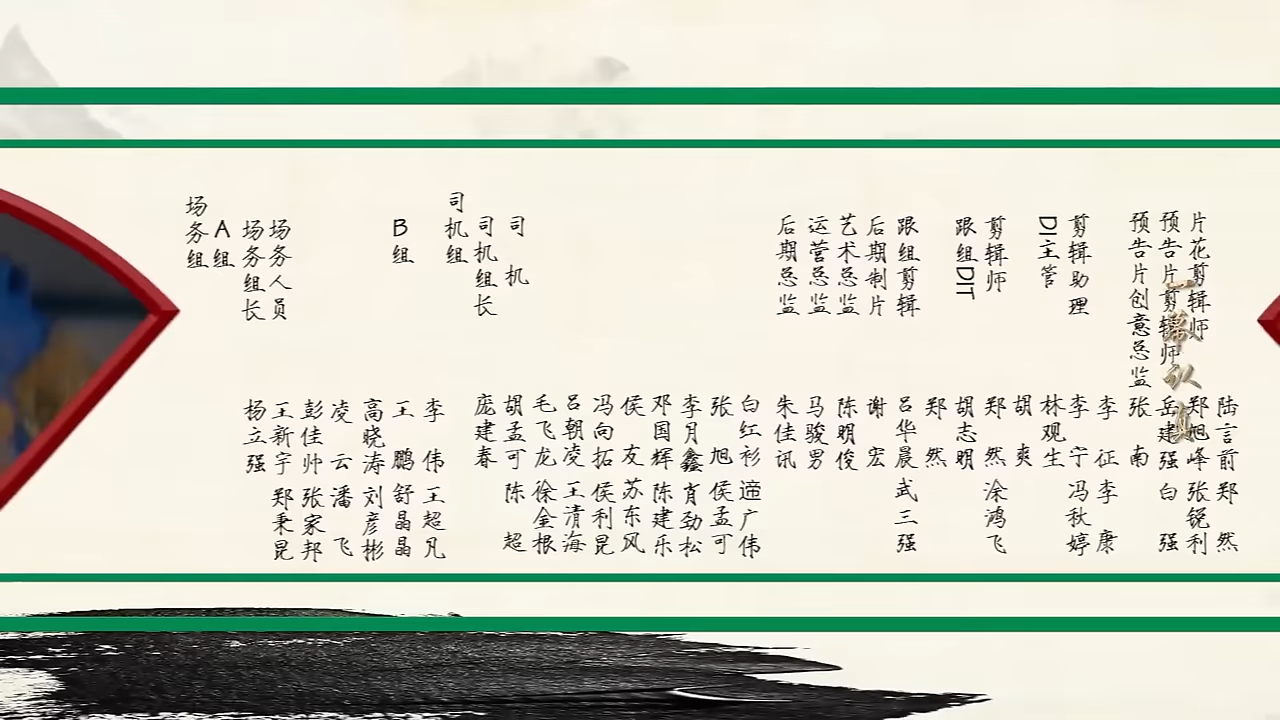 场务组
A组
场务组长
杨立强
场务人员
王新宇 郑秉昆
彭佳帅 张家邦
凌云 潘飞
高晓涛 刘彦彬
B组
王鹏 舒晶晶
李伟 王超凡
司机组
司机组长
庞建春
司机
胡孟可 陈超
毛飞龙 徐金根
吕朝凌 王清海
冯向拓 侯利昆
侯友 苏东风
邓国辉 陈建乐
李月鑫 肖劲松
张旭 侯孟可
白红衫 遆广伟
后期总监
朱佳讯
运营总监
马骏男
艺术总监
陈明俊
后期制片
谢宏
跟组剪辑
吕华晨 武三强
郑然
跟组DIT
胡志明
剪辑师
郑然 涂鸿飞
胡爽
DI主管
林观生
剪辑助理
李宁 冯秋婷
李征 李康
预告片创意总监
张南
预告片剪辑师
岳建强 白强
片花剪辑师
郑旭峰 张锐利
陆言前 郑然